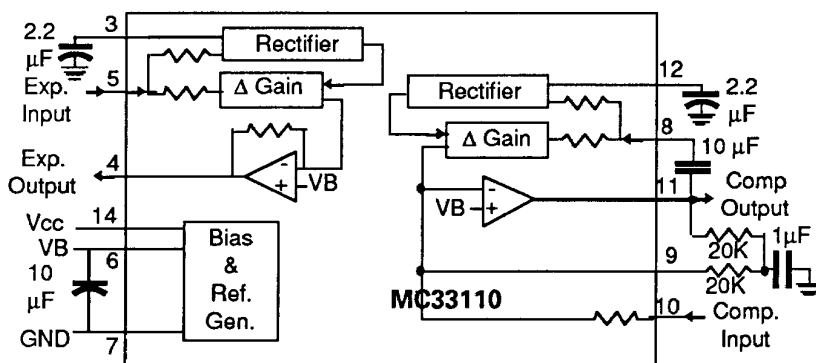 3
2.2
µF
Rectifier
5
Exp.
Input
Δ Gain
Exp.
Output
4
-
+
VB
Vcc
14
VB
6
10
µF
GND
7
Bias
&
Ref.
Gen.
12
2.2
µF
Rectifier
8
Δ Gain
10 µF
11
Comp
Output
-
+
VB
20K
1µF
9
20K
MC33110
10
Comp.
Input